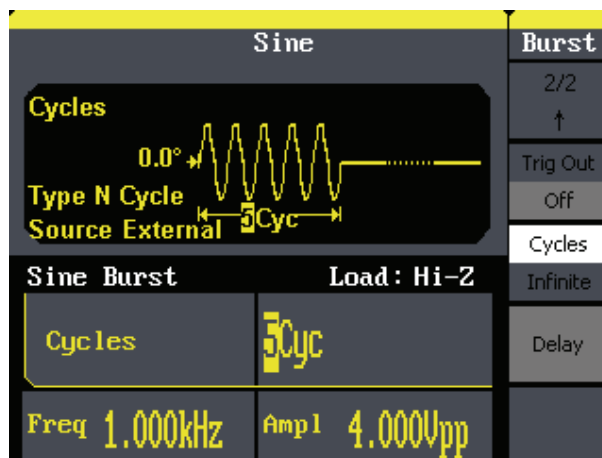 Sine
Burst
2/2
↑
Cycles
0.0°
Type N Cycle
Source External
5Cyc
Trig Out
Off
Cycles
Infinite
Delay
Sine Burst
Load: Hi-Z
Cycles
5Cyc
Freq 1.000kHz
Ampl 4.000Vpp